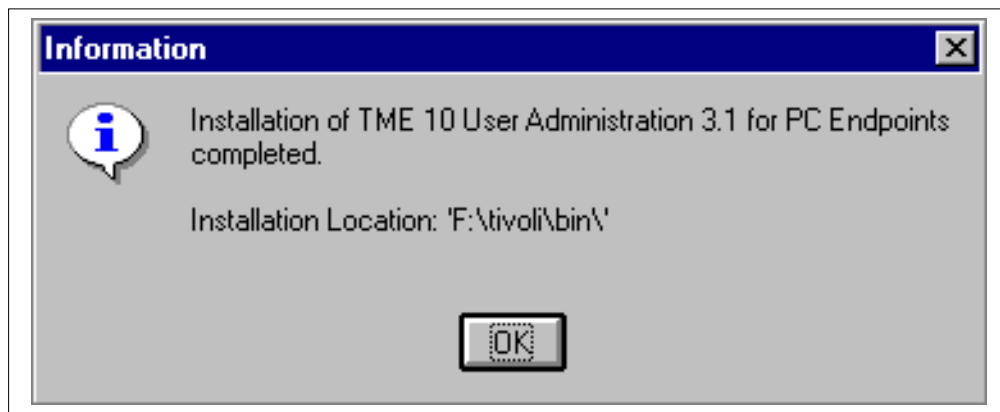 Information
Installation of TME 10 User Administration 3.1 for PC Endpoints
completed.
Installation Location: 'F:\tivoli\bin\'
OK